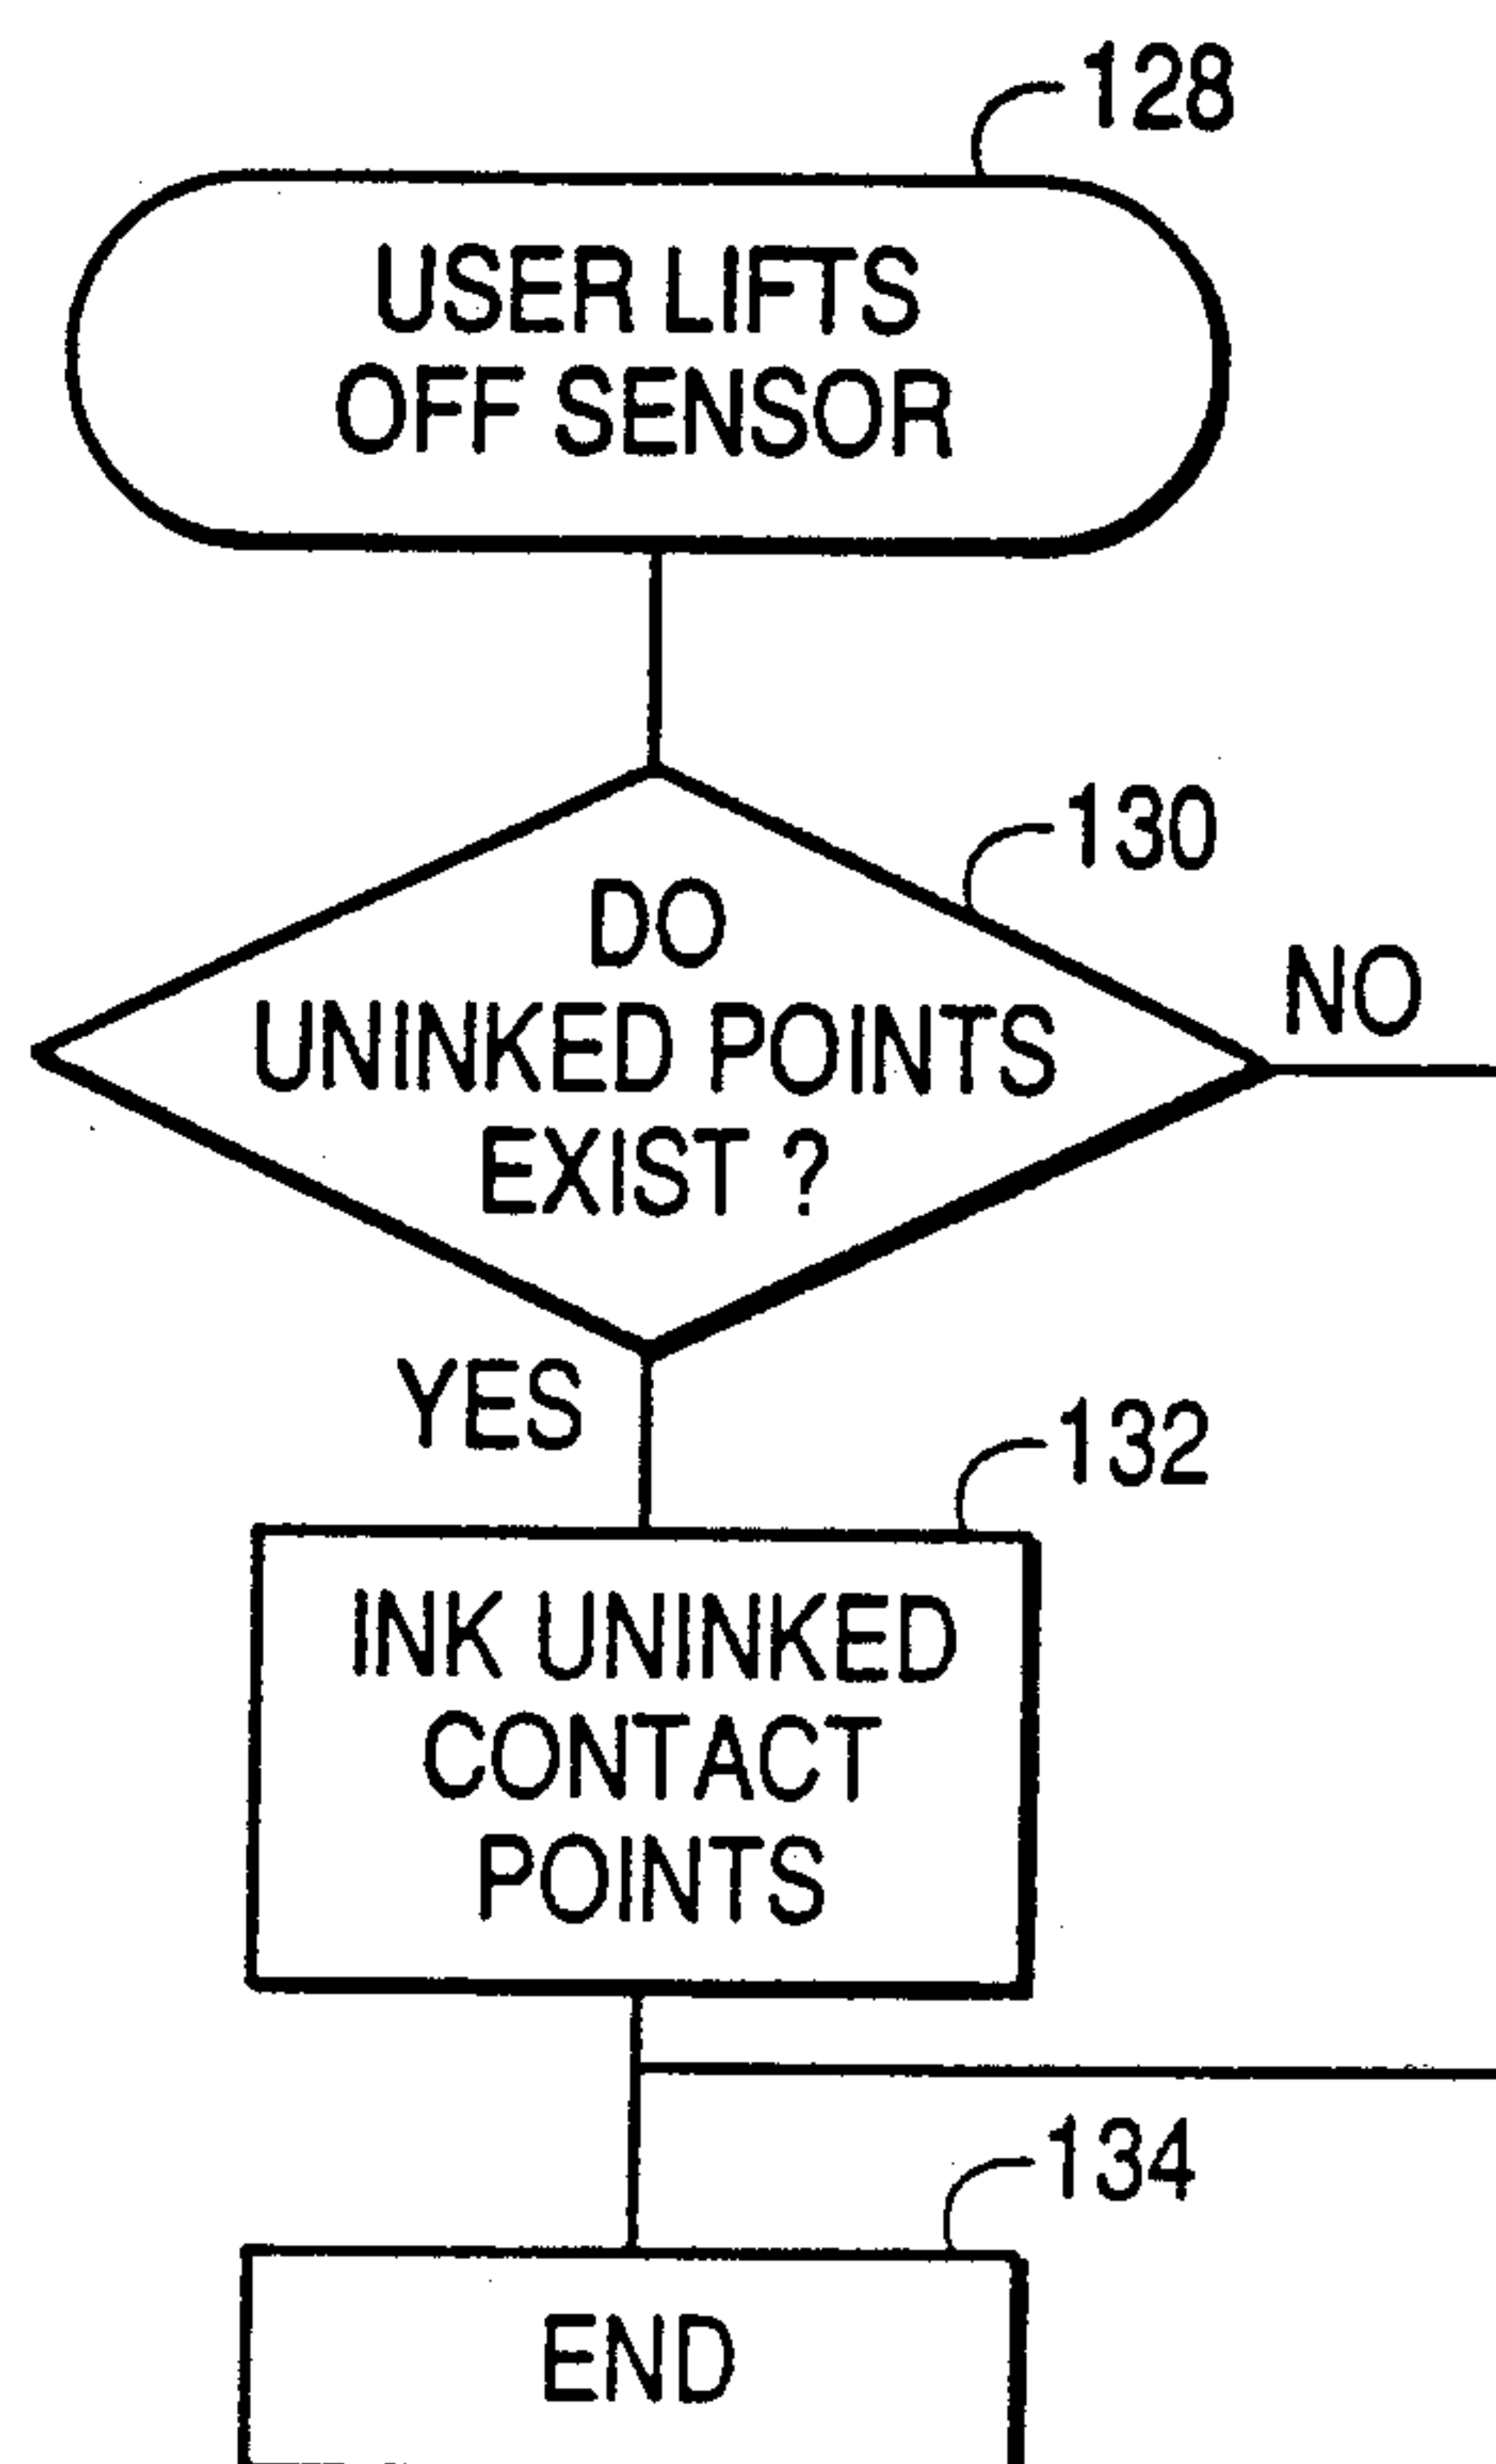 128
USER LIFTS
OFF SENSOR
130
DO
UNINKED POINTS
EXIST ?
NO
YES
132
INK UNINKED
CONTACT
POINTS
134
END